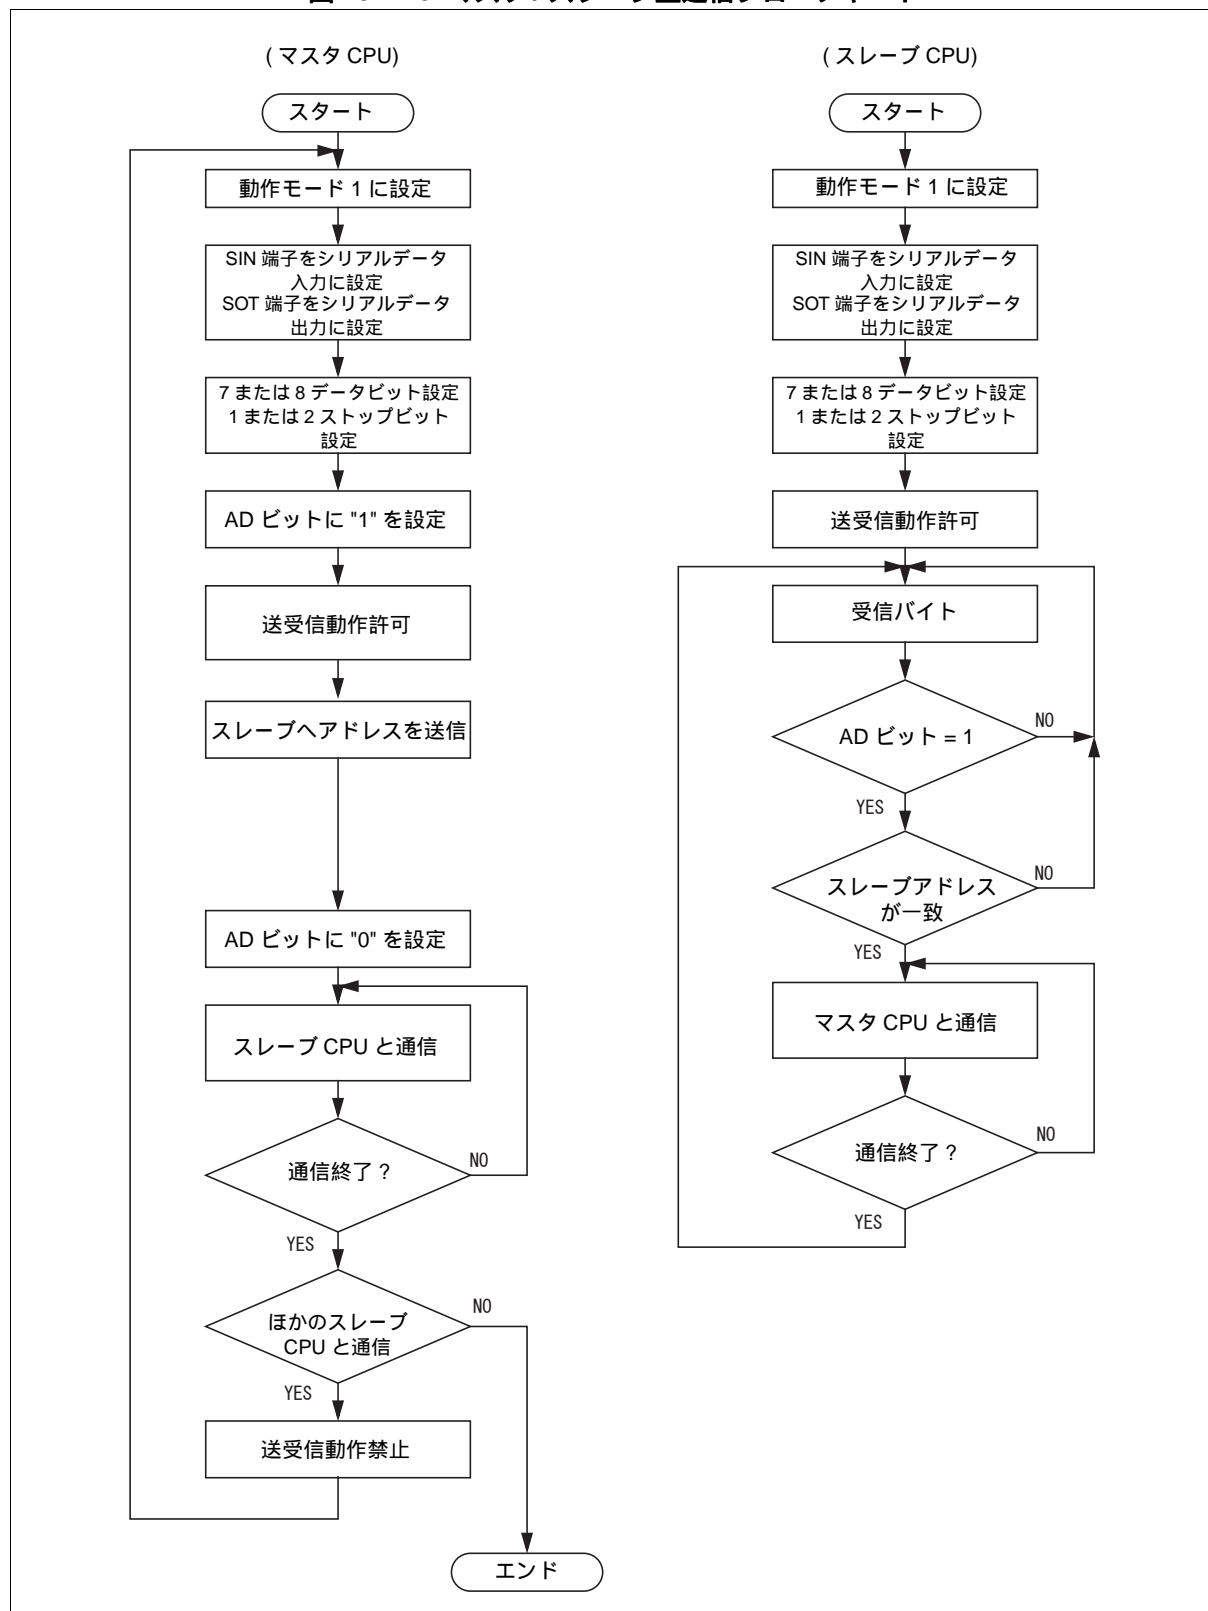 ( マスタ CPU)
スタート
動作モード 1 に設定
SIN 端子をシリアルデータ
入力に設定
SOT 端子をシリアルデータ
出力に設定
7 または 8 データビット設定
1 または 2 ストップビット
設定
AD ビットに "1" を設定
送受信動作許可
スレーブへアドレスを送信
AD ビットに "0" を設定
スレーブ CPU と通信
通信終了 ?
NO
YES
ほかのスレーブ
CPU と通信
NO
YES
送受信動作禁止
エンド
( スレーブ CPU)
スタート
動作モード 1 に設定
SIN 端子をシリアルデータ
入力に設定
SOT 端子をシリアルデータ
出力に設定
7 または 8 データビット設定
1 または 2 ストップビット
設定
送受信動作許可
受信バイト
AD ビット = 1
NO
YES
スレーブアドレス
が一致
NO
YES
マスタ CPU と通信
通信終了 ?
NO
YES